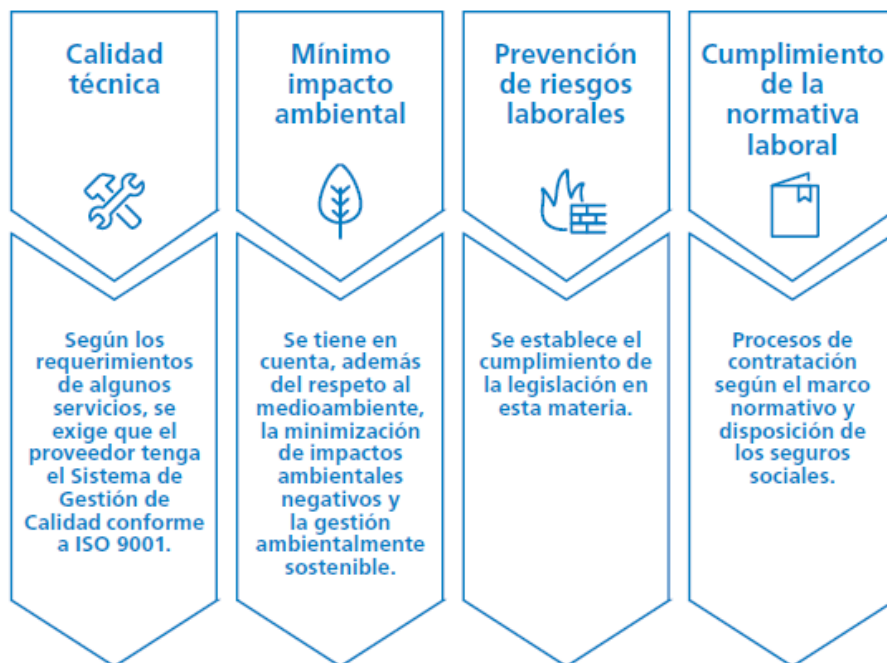 Calidad
técnica
Mínimo
impacto
ambiental
Prevención
de riesgos
laborales
Cumplimiento
de la
normativa
laboral
Según los
requerimientos
de algunos
servicios, se
exige que el
proveedor tenga
el Sistema de
Gestión de
Calidad conforme
a ISO 9001.
Se tiene en
cuenta, además
del respeto al
medioambiente,
la minimización
de impactos
ambientales
negativos y
la gestión
ambientalmente
sostenible.
Se establece el
cumplimiento de
la legislación en
esta materia.
Procesos de
contratación
según el marco
normativo y
disposición de
los seguros
sociales.